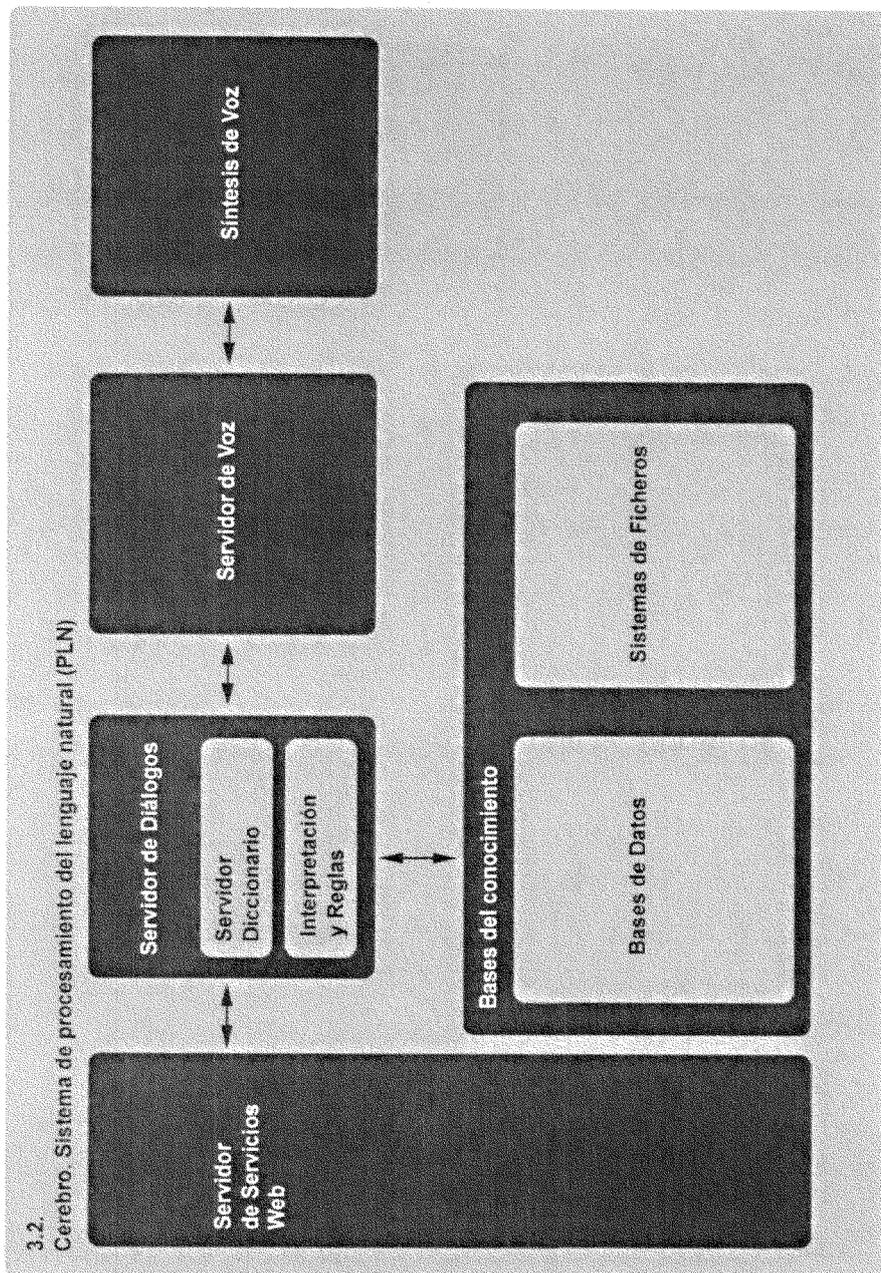 3.2.
Cerebro. Sistema de procesamiento del lenguaje natural (PLN)
Servidor
de Servicios
Web
Servidor de Diálogos
Servidor
Diccionario
Interpretación
y Reglas
Servidor de Voz
Síntesis de Voz
Bases del conocimiento
Bases de Datos
Sistemas de Ficheros